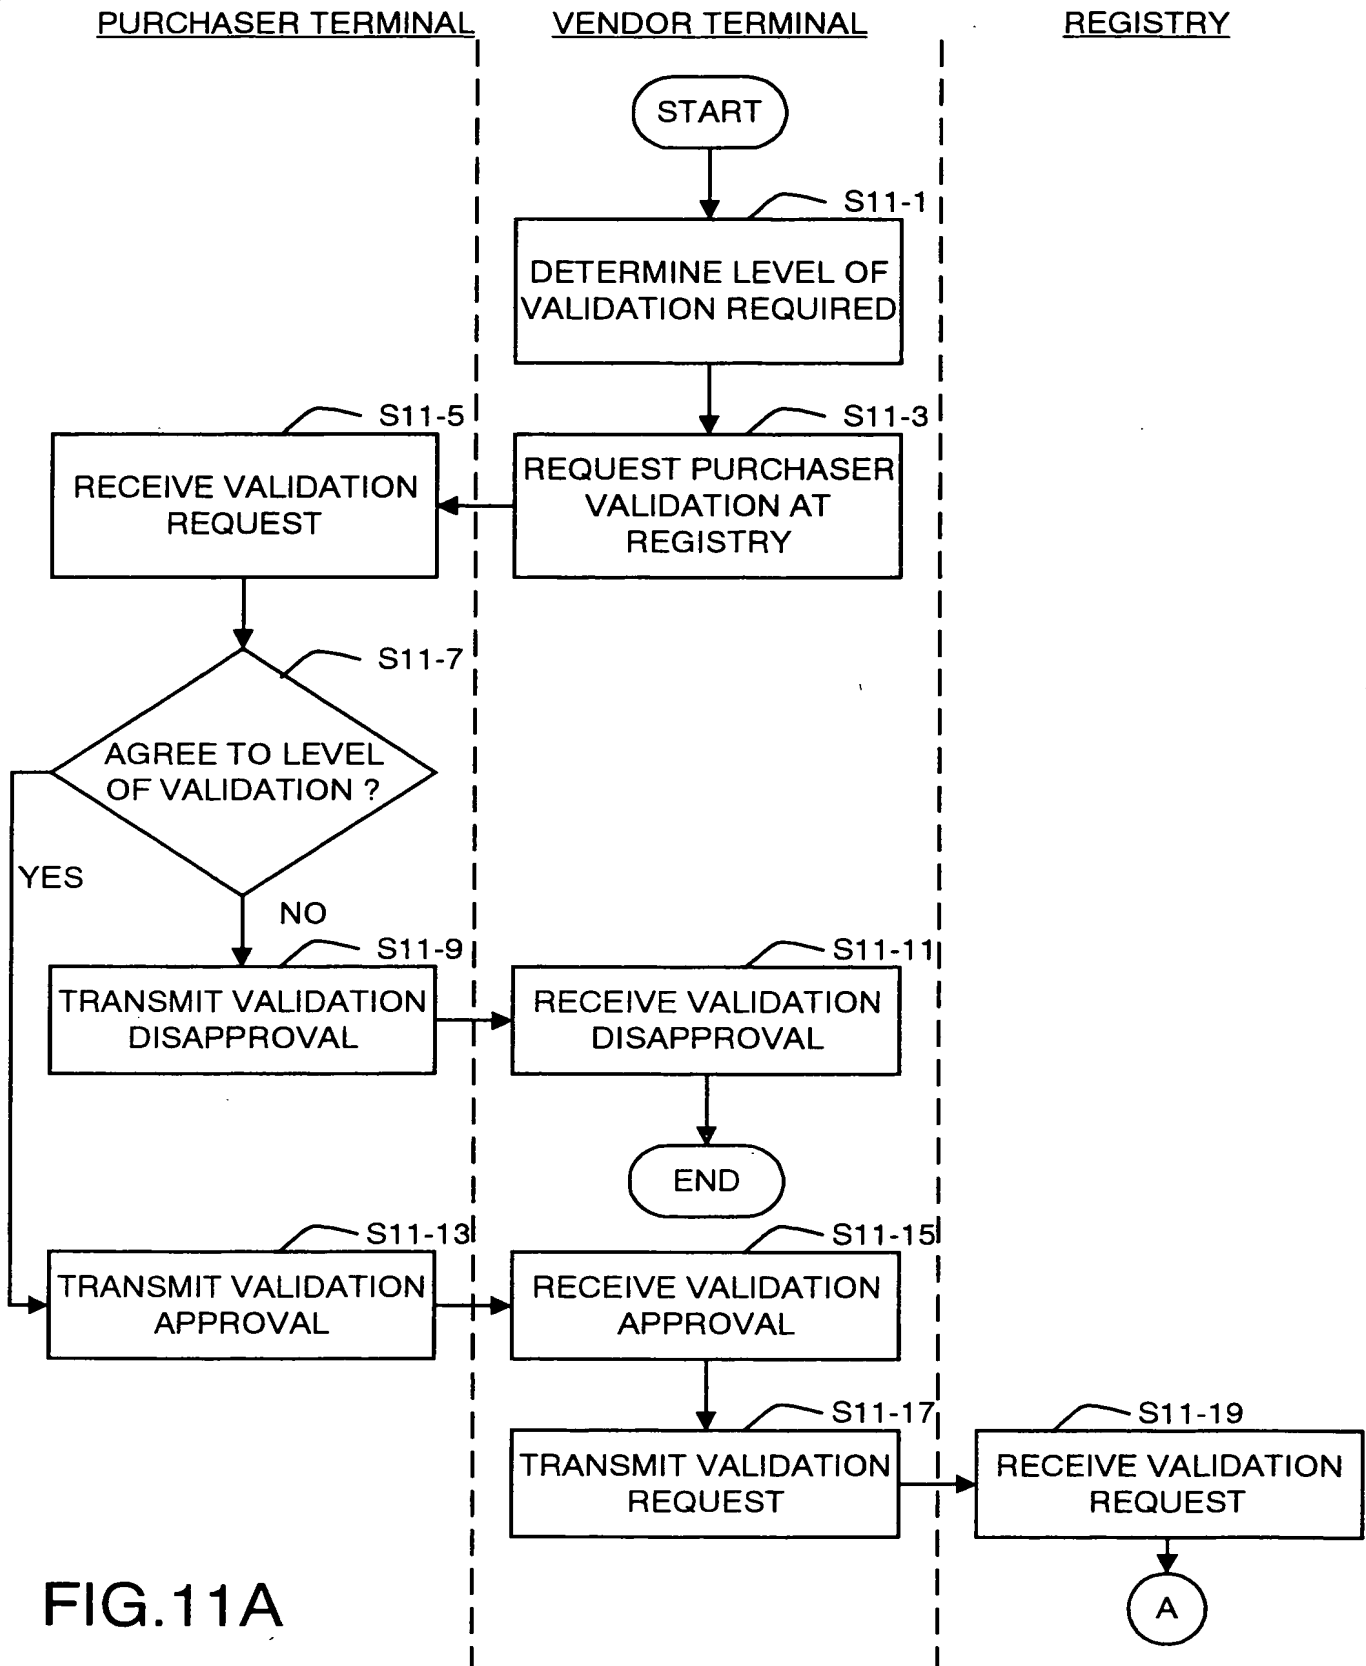 PURCHASER TERMINAL
VENDOR TERMINAL
REGISTRY
START
S11-1
DETERMINE LEVEL OF
VALIDATION REQUIRED
S11-3
REQUEST PURCHASER
VALIDATION AT
REGISTRY
S11-5
RECEIVE VALIDATION
REQUEST
S11-7
AGREE TO LEVEL
OF VALIDATION ?
YES
NO
S11-9
TRANSMIT VALIDATION
DISAPPROVAL
S11-11
RECEIVE VALIDATION
DISAPPROVAL
END
S11-13
TRANSMIT VALIDATION
APPROVAL
S11-15
RECEIVE VALIDATION
APPROVAL
S11-17
TRANSMIT VALIDATION
REQUEST
S11-19
RECEIVE VALIDATION
REQUEST
A
FIG.11A